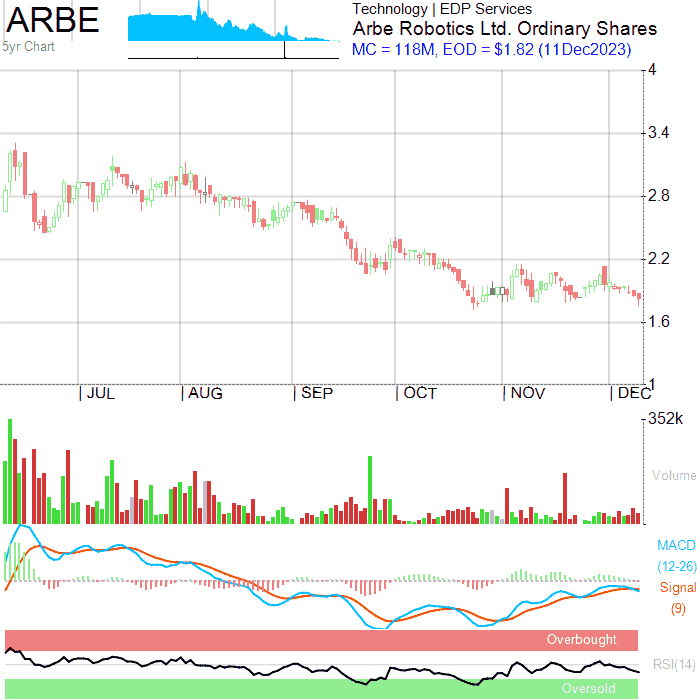 ARBE
5yr Chart
Technology | EDP Services
Arbe Robotics Ltd. Ordinary Shares
MC = 118M, EOD = $1.82 (11Dec2023)
4
3.4
2.8
2.2
1.6
1
JUL AUG SEP OCT NOV DEC
352k
Volume
MACD
(12-26)
Signal
(9)
Overbought
RSI(14)
Oversold